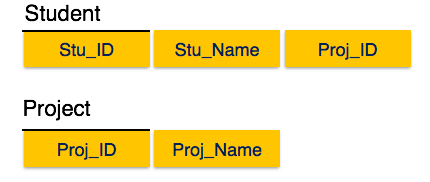 Student
Stu_ID Stu_Name Proj_ID
Project
Proj_ID Proj_Name